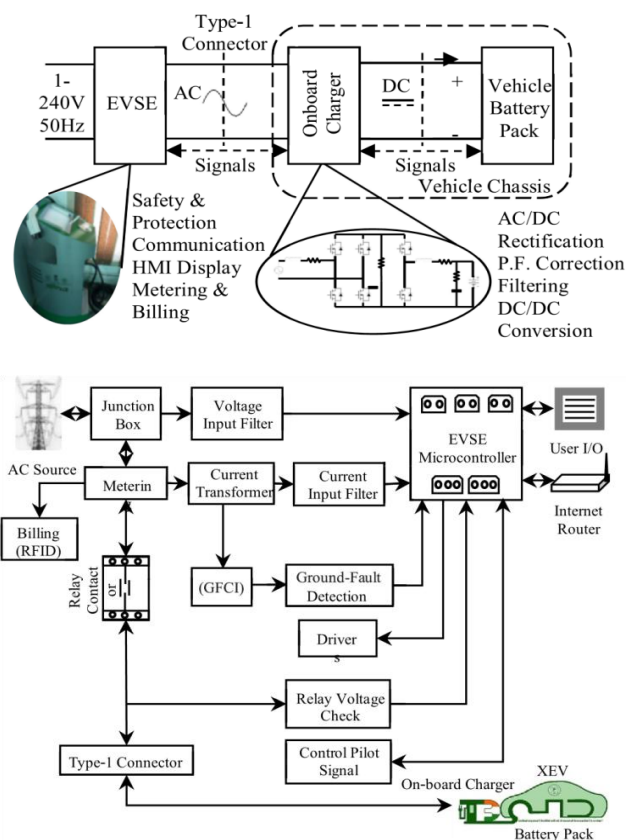 Type-1
Connector
1-
240V
50Hz
EVSE
AC
Onboard
Charger
DC
+
-
Vehicle
Battery
Pack
Signals
Signals
Vehicle Chassis
Safety &
Protection
Communication
HMI Display
Metering &
Billing
AC/DC
Rectification
P.F. Correction
Filtering
DC/DC
Conversion
Junction
Box
Voltage
Input Filter
EVSE
Microcontroller
User I/O
AC Source
Meterin
Current
Transformer
Current
Input Filter
Internet
Router
Billing
(RFID)
Relay
Contact
or
(GFCI)
Ground-Fault
Detection
Driver
s
Relay Voltage
Check
Type-1 Connector
Control Pilot
Signal
On-board Charger
XEV
Battery Pack